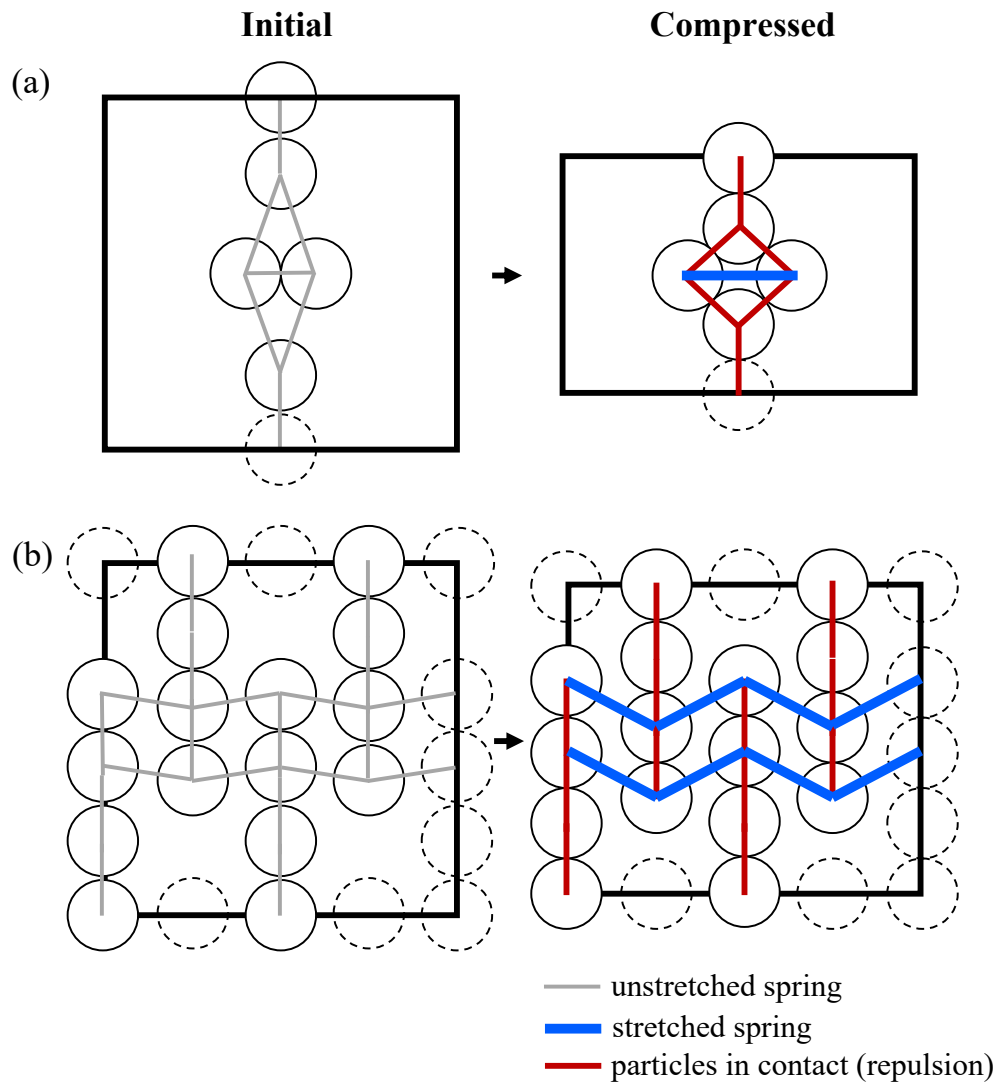 Initial
Compressed
(a)
(b)
unstretched spring
stretched spring
particles in contact (repulsion)